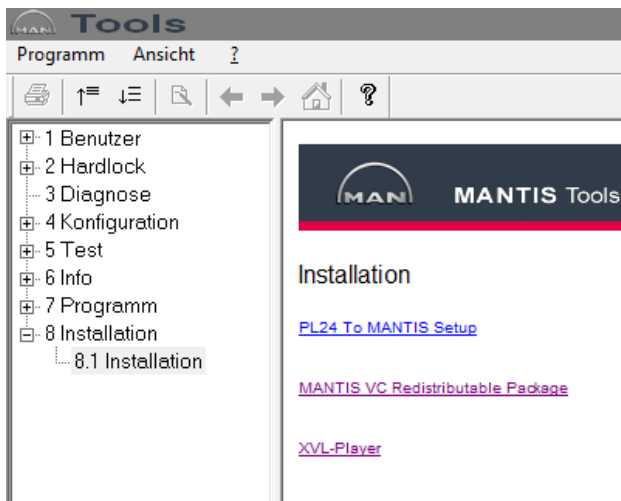 MAN Tools
Programm Ansicht ?
1 Benutzer
2 Hardlock
3 Diagnose
4 Konfiguration
5 Test
6 Info
7 Programm
8 Installation
8.1 Installation
MAN MANTIS Tools
Installation
PL24 To MANTIS Setup
MANTIS VC Redistributable Package
XVL-Player